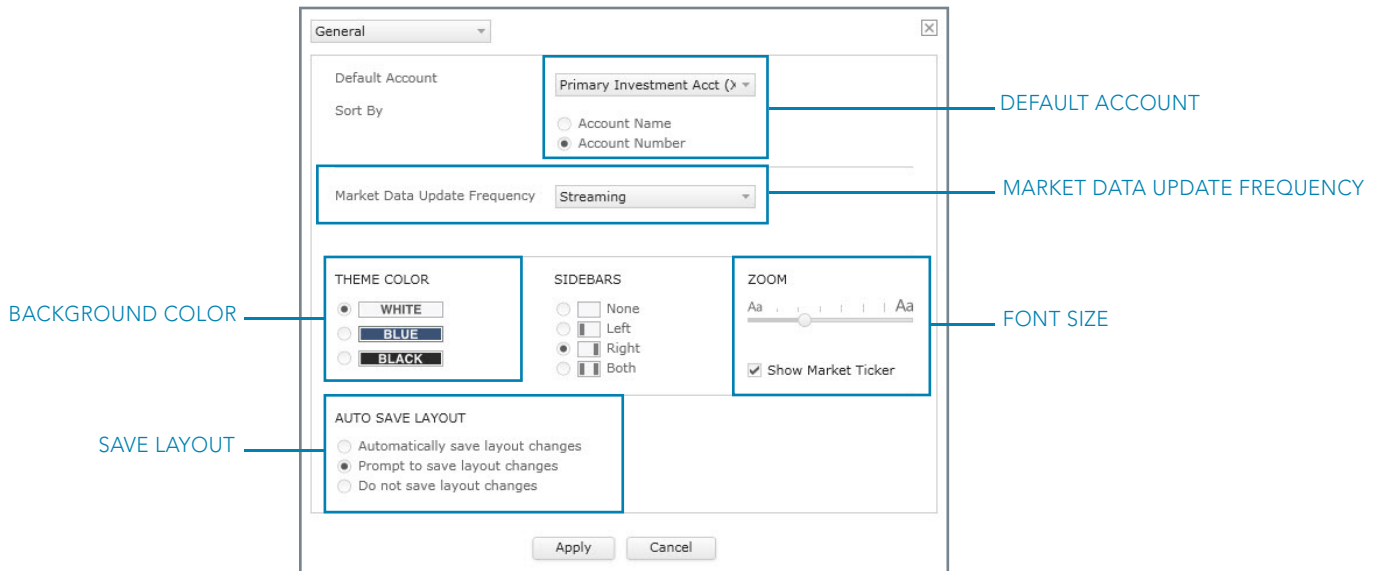 General
Default Account
Primary Investment Acct (X
Sort By
Account Name
Account Number
DEFAULT ACCOUNT
Market Data Update Frequency
Streaming
MARKET DATA UPDATE FREQUENCY
THEME COLOR
WHITE
BLUE
BLACK
BACKGROUND COLOR
SIDEBARS
None
Left
Right
Both
ZOOM
Aa Aa
Show Market Ticker
FONT SIZE
AUTO SAVE LAYOUT
Automatically save layout changes
Prompt to save layout changes
Do not save layout changes
SAVE LAYOUT
Apply Cancel